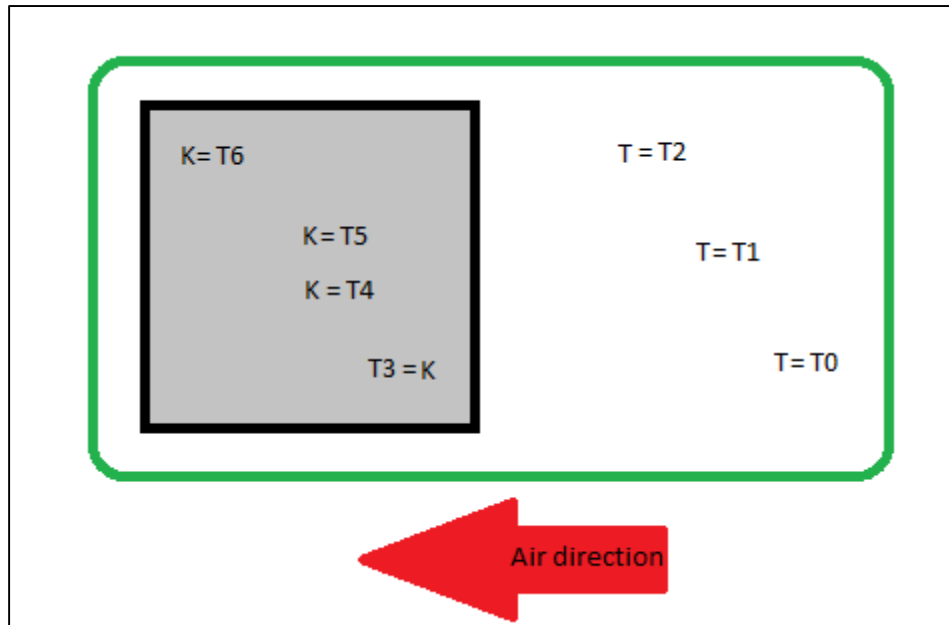 K= T6
T = T2
K= T5
T= T1
K = T4
T3 = K
T= T0
Air direction